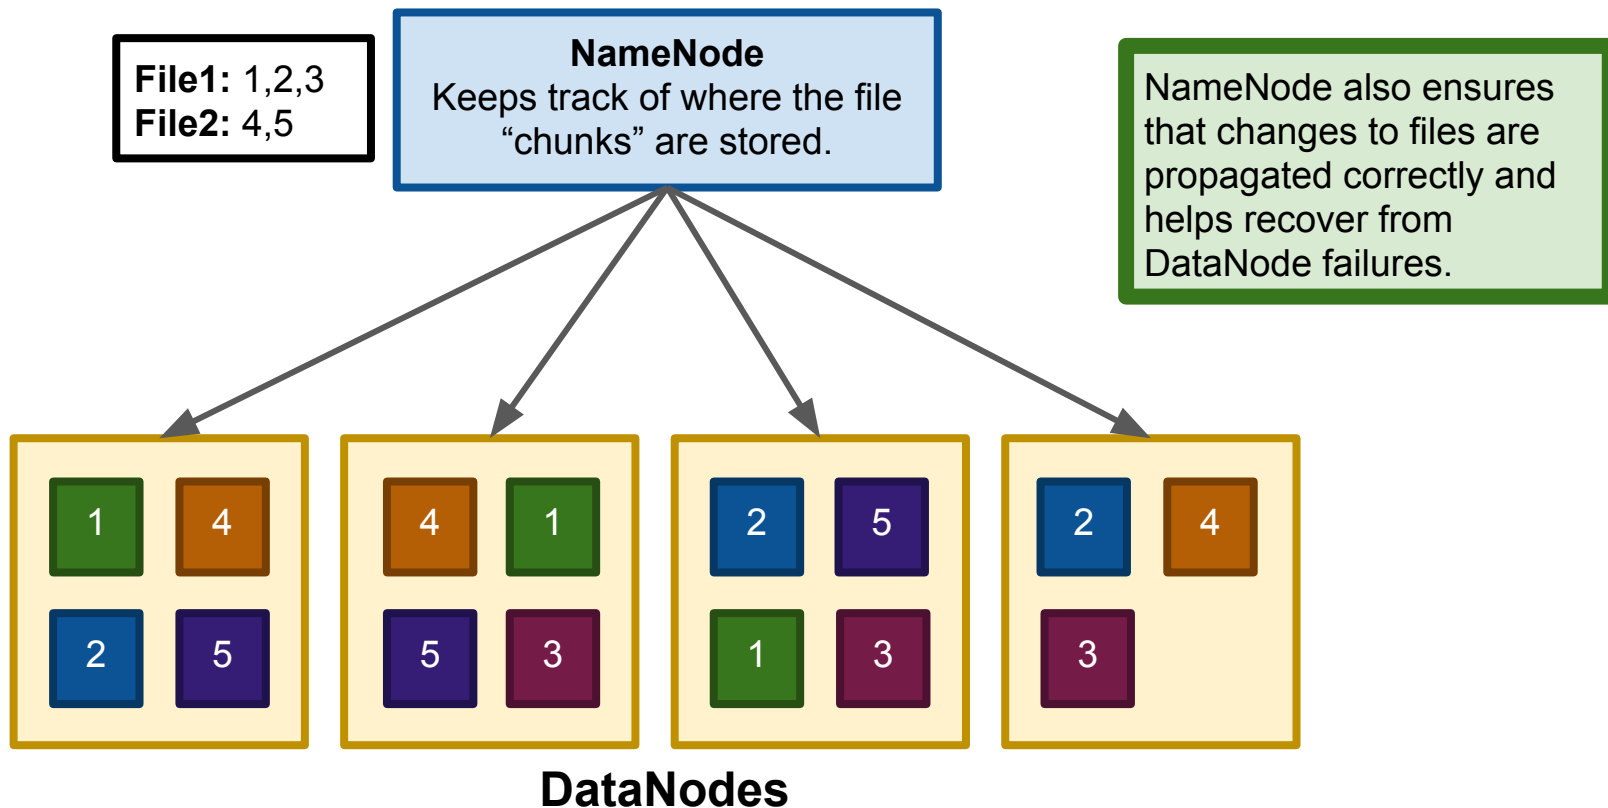 File1: 1,2,3
File2: 4,5
NameNode
Keeps track of where the file
“chunks” are stored.
NameNode also ensures
that changes to files are
propagated correctly and
helps recover from
DataNode failures.
1 4
2 5
4 1
5 3
2 5
1 3
2 4
3
DataNodes